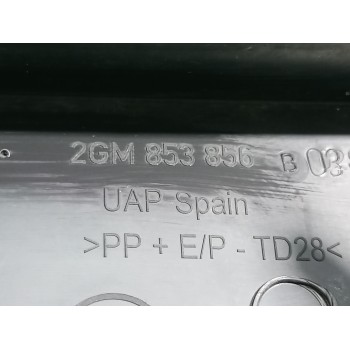 2GM 853 856 B
UAP Spain
>PP + E/P - TD28<